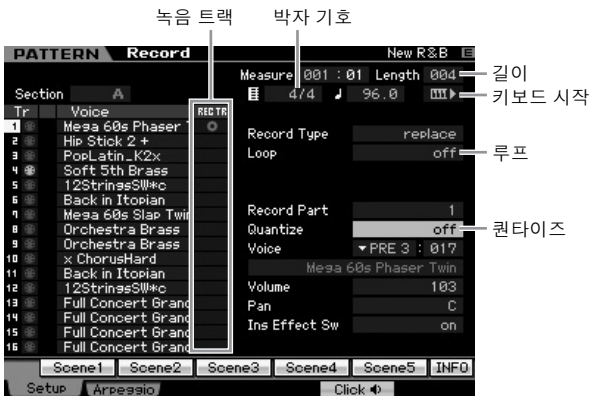 녹음 트랙 박자 기호
PATTERN Record New R&B E
Measure 001 : 01 Length 004 길이
Section A 4/4 96.0 키보드 시작
Tr Voice REC TR
1 Mega 60s Phaser T
2 Hip Stick 2 + Record Type replace
3 PopLatin_K2x Loop off 루프
4 Soft 5th Brass
5 12StringsSW*c
6 Back in Itopian
7 Mega 60s Slap Twin Record Part 1
8 Orchestra Brass Quantize off 퀀타이즈
9 Orchestra Brass Voice PRE 3 : 017
10 x ChorusHard Mega 60s Phaser Twin
11 Back in Itopian
12 12StringsSW*c Volume 103
13 Full Concert Grand Pan C
14 Full Concert Grand Ins Effect Sw on
15 Full Concert Grand
16 Full Concert Grand
Scene1 Scene2 Scene3 Scene4 Scene5 INFO
Setup Arpeggio Click